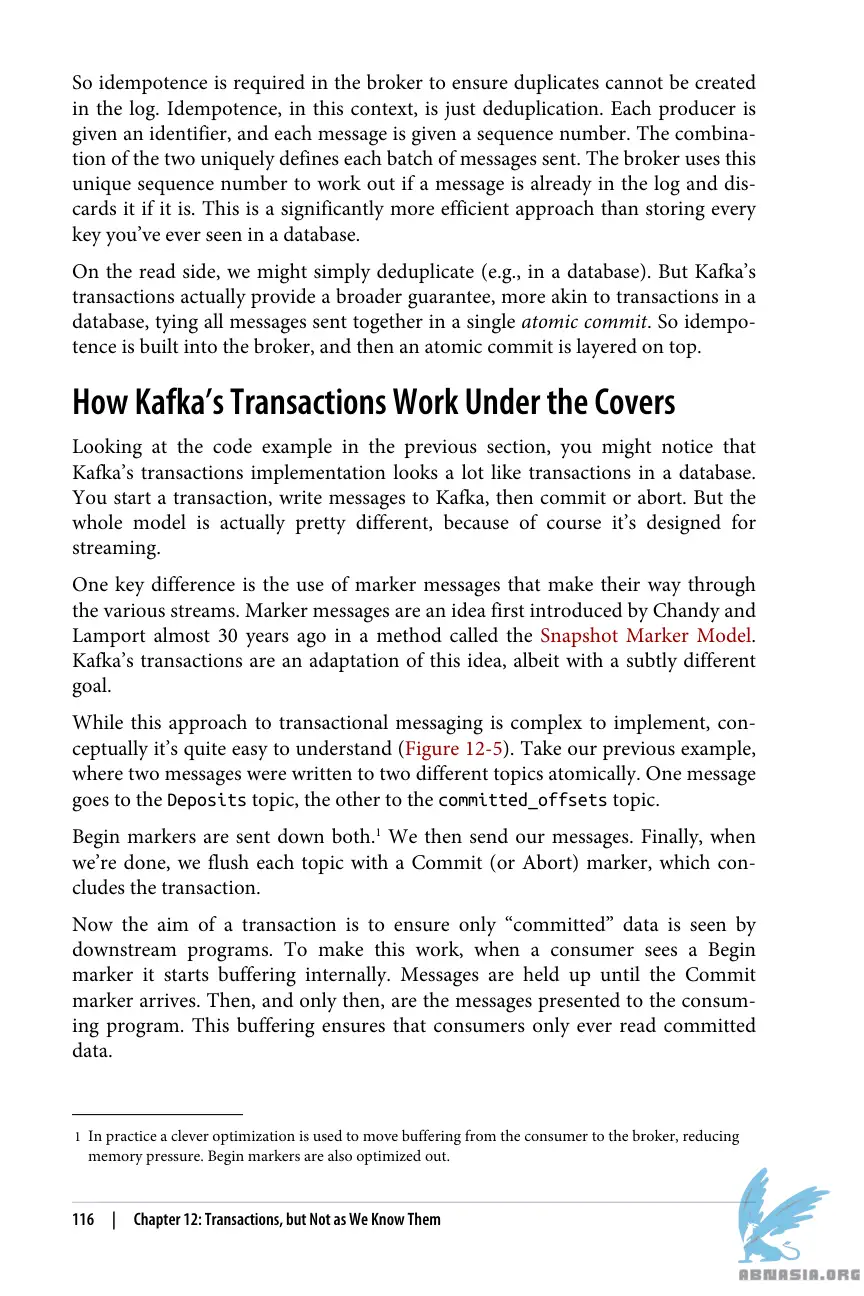 So idempotence is required in the broker to ensure duplicates cannot be created
in the log. Idempotence, in this context, is just deduplication. Each producer is
given an identifier, and each message is given a sequence number. The combina-
tion of the two uniquely defines each batch of messages sent. The broker uses this
unique sequence number to work out if a message is already in the log and dis-
cards it if it is. This is a significantly more efficient approach than storing every
key you’ve ever seen in a database.
On the read side, we might simply deduplicate (e.g., in a database). But Kafka’s
transactions actually provide a broader guarantee, more akin to transactions in a
database, tying all messages sent together in a single atomic commit. So idempo-
tence is built into the broker, and then an atomic commit is layered on top.
How Kafka’s Transactions Work Under the Covers
Looking at the code example in the previous section, you might notice that
Kafka’s transactions implementation looks a lot like transactions in a database.
You start a transaction, write messages to Kafka, then commit or abort. But the
whole model is actually pretty different, because of course it’s designed for
streaming.
One key difference is the use of marker messages that make their way through
the various streams. Marker messages are an idea first introduced by Chandy and
Lamport almost 30 years ago in a method called the Snapshot Marker Model.
Kafka’s transactions are an adaptation of this idea, albeit with a subtly different
goal.
While this approach to transactional messaging is complex to implement, con-
ceptually it’s quite easy to understand (Figure 12-5). Take our previous example,
where two messages were written to two different topics atomically. One message
goes to the Deposits topic, the other to the committed_offsets topic.
Begin markers are sent down both.1 We then send our messages. Finally, when
we’re done, we flush each topic with a Commit (or Abort) marker, which con-
cludes the transaction.
Now the aim of a transaction is to ensure only “committed” data is seen by
downstream programs. To make this work, when a consumer sees a Begin
marker it starts buffering internally. Messages are held up until the Commit
marker arrives. Then, and only then, are the messages presented to the consum-
ing program. This buffering ensures that consumers only ever read committed
data.
1 In practice a clever optimization is used to move buffering from the consumer to the broker, reducing
memory pressure. Begin markers are also optimized out.
116 | Chapter 12: Transactions, but Not as We Know Them
ABNASIA.ORG